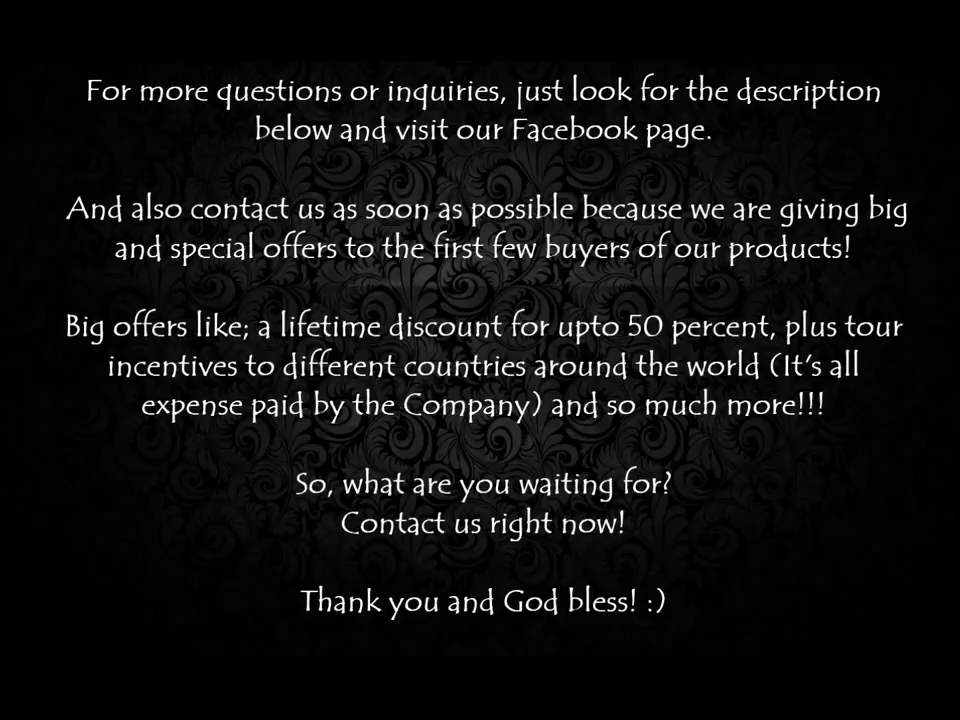 For more questions or inquiries, just look for the description
below and visit our Facebook page.
And also contact us as soon as possible because we are giving big
and special offers to the first few buyers of our products!
Big offers like; a lifetime discount for upto 50 percent, plus tour
incentives to different countries around the world (It's all
expense paid by the Company) and so much more!!!
So, what are you waiting for?
Contact us right now!
Thank you and God bless! :)